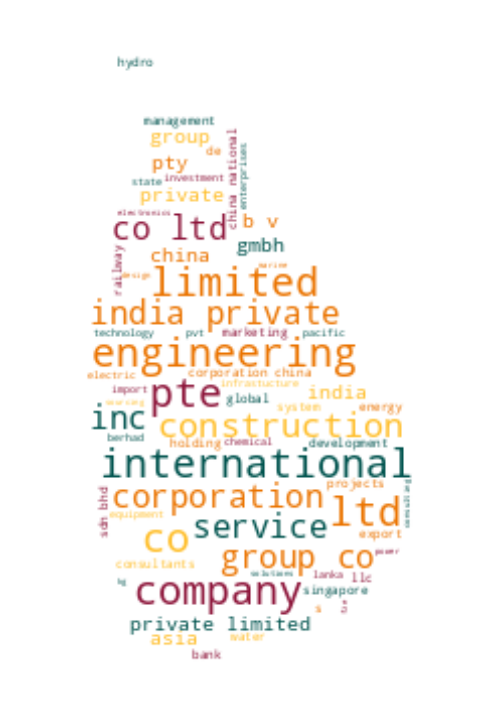 hydro
management
group
de
china national
enterprises
pty
state investment
private
electronics
co ltd
b v
gmbh
railway
china
marine
design
limited
india private
technology pvt marketing pacific
engineering
electric corporation china
import pte infrastucture
global india
sourcing system energy
inc construction
berhad holding chemical development
international
sdn bhd
corporation projects
consulting
equipment service ltd
co export
group co power
consultants
solutions lanka llc
kg company singapore
s
private limited
asia water
bank